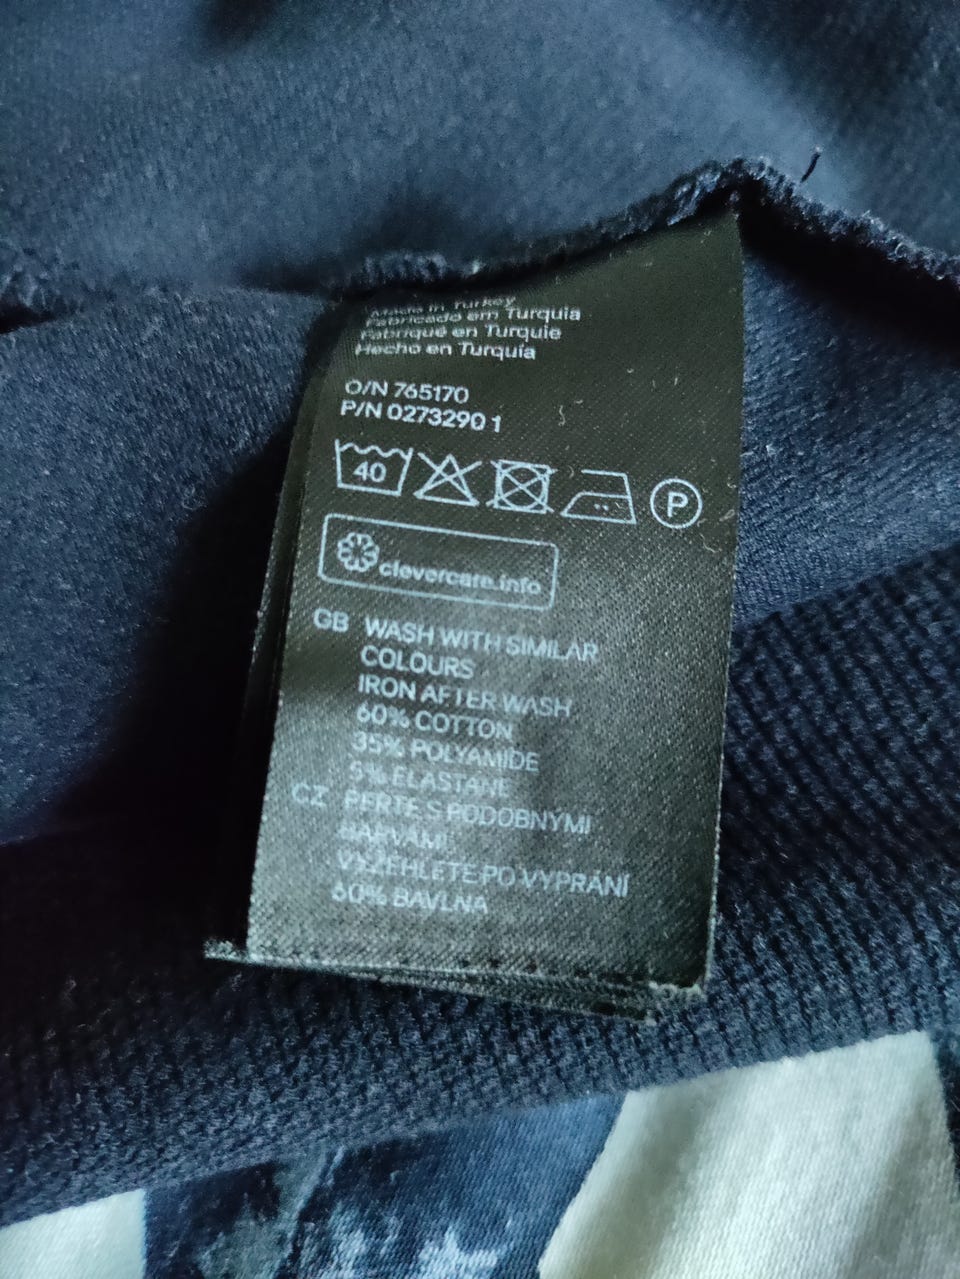 Made in Turkey
Fabricado em Turquia
Fabriqué en Turquie
Hecho en Turquía
O/N 765170
P/N 0273290 1
40 P
clevercare.info
GB WASH WITH SIMILAR
COLOURS
IRON AFTER WASH
60% COTTON
35% POLYAMIDE
5% ELASTANE
CZ PERTE S PODOBNÝMI
BARVAMI
VYŽEHLETE PO VYPRÁNÍ
60% BAVLNA